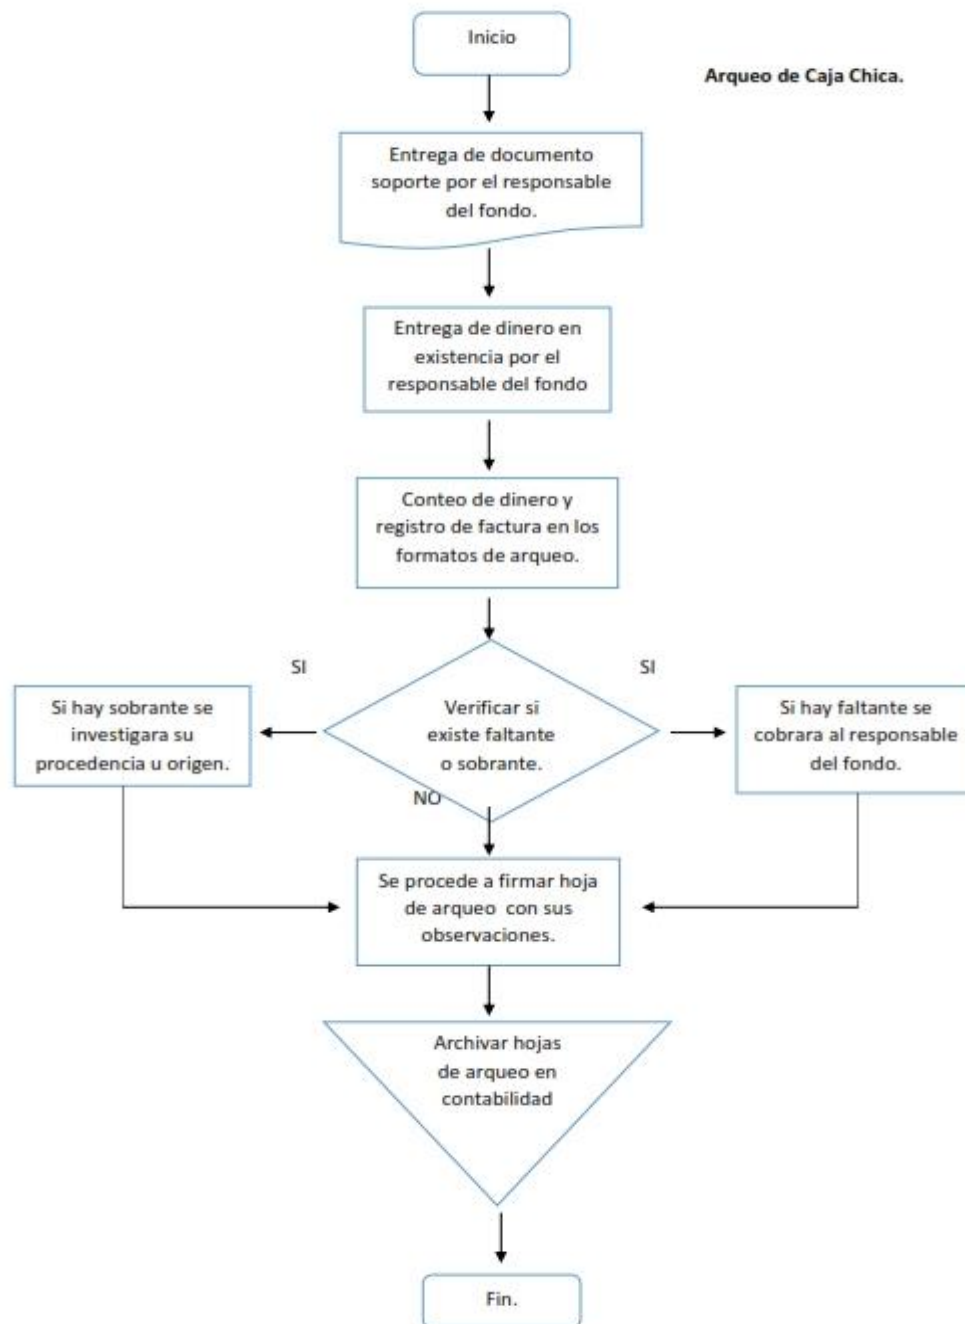 Inicio
Arqueo de Caja Chica.
Entrega de documento
soporte por el responsable
del fondo.
Entrega de dinero en
existencia por el
responsable del fondo
Conteo de dinero y
registro de factura en los
formatos de arqueo.
SI
SI
Si hay sobrante se
investigara su
procedencia u origen.
Verificar si
existe faltante
o sobrante.
Si hay faltante se
cobrara al responsable
del fondo.
NO
Se procede a firmar hoja
de arqueo con sus
observaciones.
Archivar hojas
de arqueo en
contabilidad
Fin.